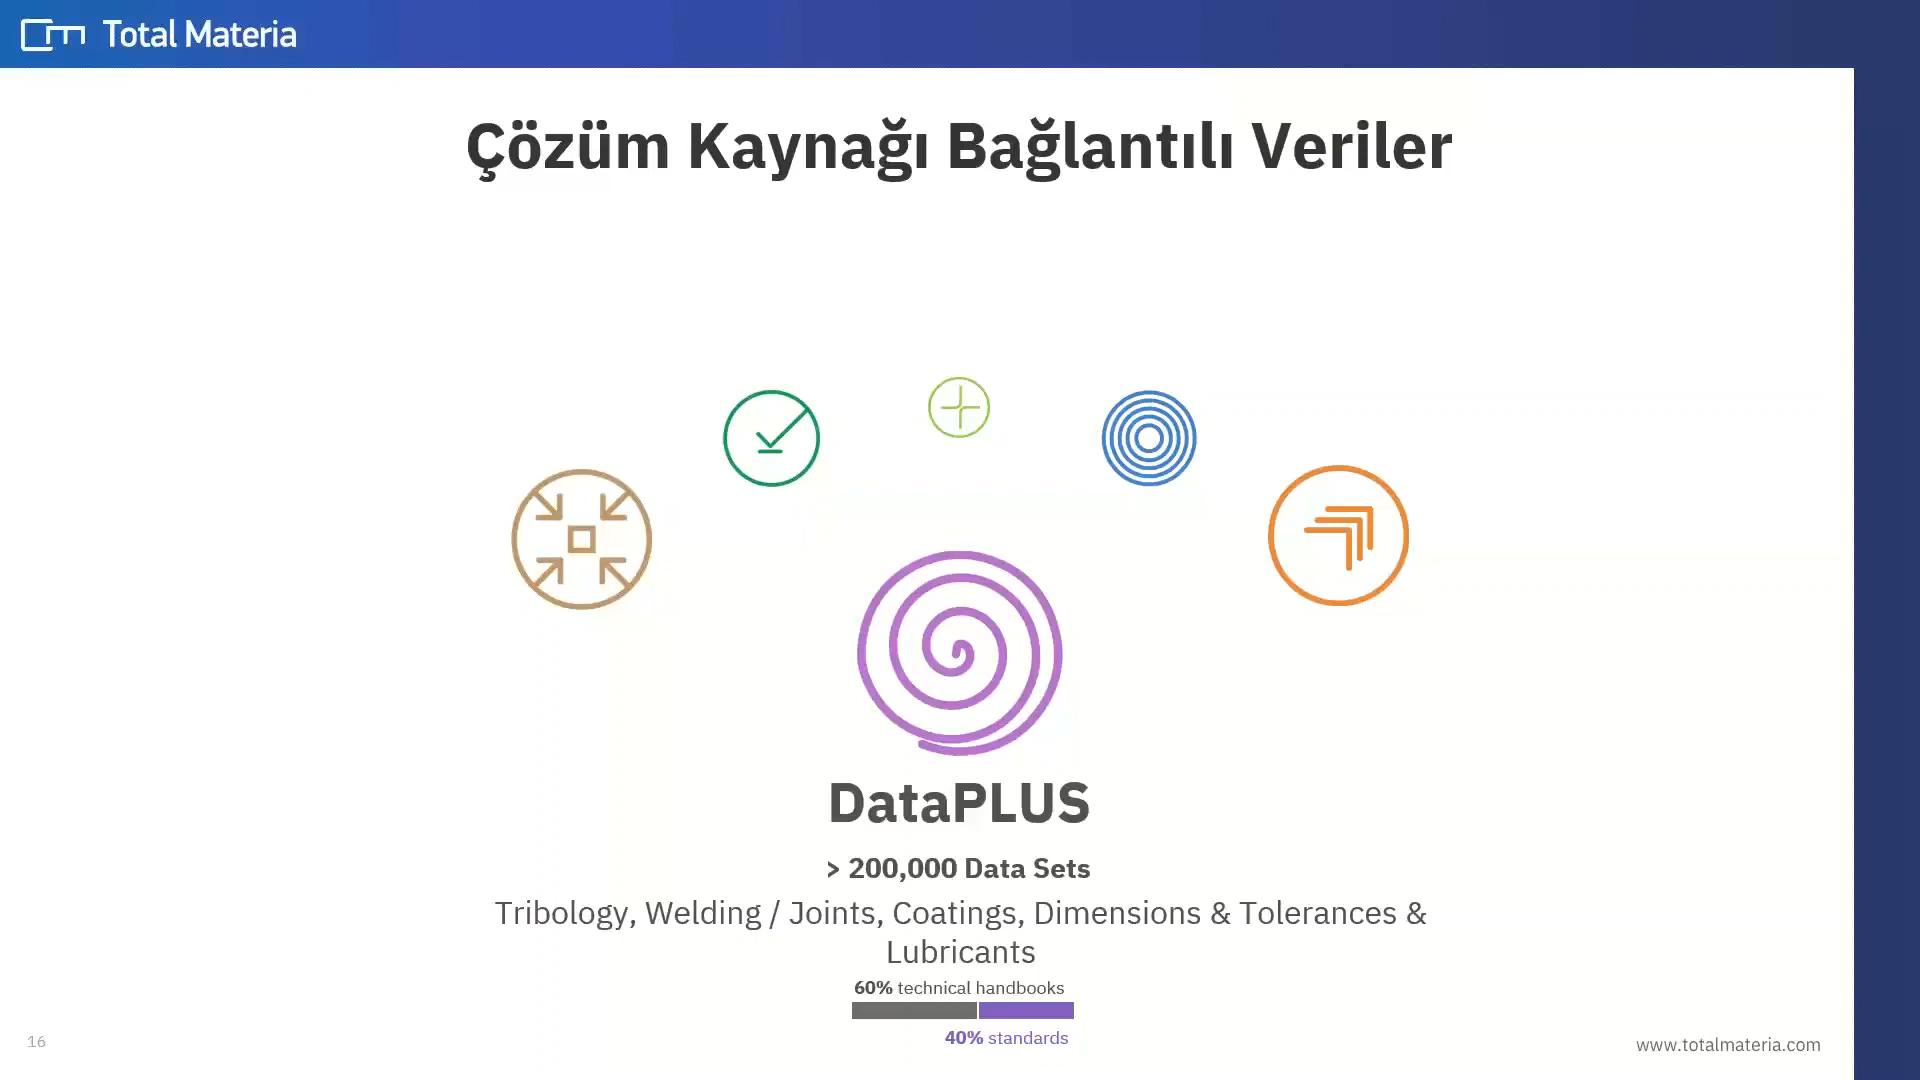 Total Materia
Çözüm Kaynağı Bağlantılı Veriler
DataPLUS
> 200,000 Data Sets
Tribology, Welding / Joints, Coatings, Dimensions & Tolerances &
Lubricants
60% technical handbooks
40% standards
16
www.totalmateria.com